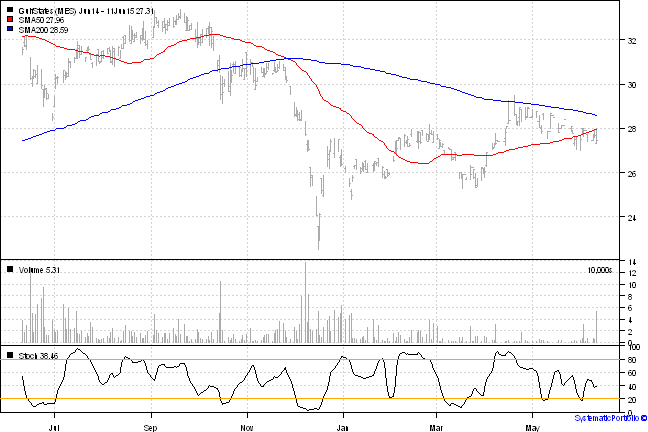 GulfStates (MES) Jun14 - 11Jun15 27.31
SMA50 27.96
SMA200 28.59
32
30
28
26
24
Volume 5.31
10,000s
14
12
10
8
6
4
2
0
Stoch 38.46
100
80
60
40
20
0
Jul
Sep
Nov
Jan
Mar
May
SystematicPortfolio ©